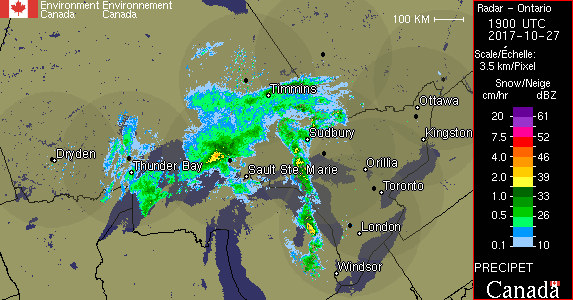 Environment Environnement
Canada Canada
100 KM
Timmins
Ottawa
Sudbury
Kingston
Dryden
Thunder Bay
Sault Ste. Marie
Orillia
Toronto
London
Windsor
Radar - Ontario
1900 UTC
2017-10-27
Scale/Échelle:
3.5 km/Pixel
Snow/Neige
cm/hr dBZ
20 61
7.5 52
4.0 46
2.0 39
1.0 33
0.5 26
0.1 10
PRECIPET
Canada